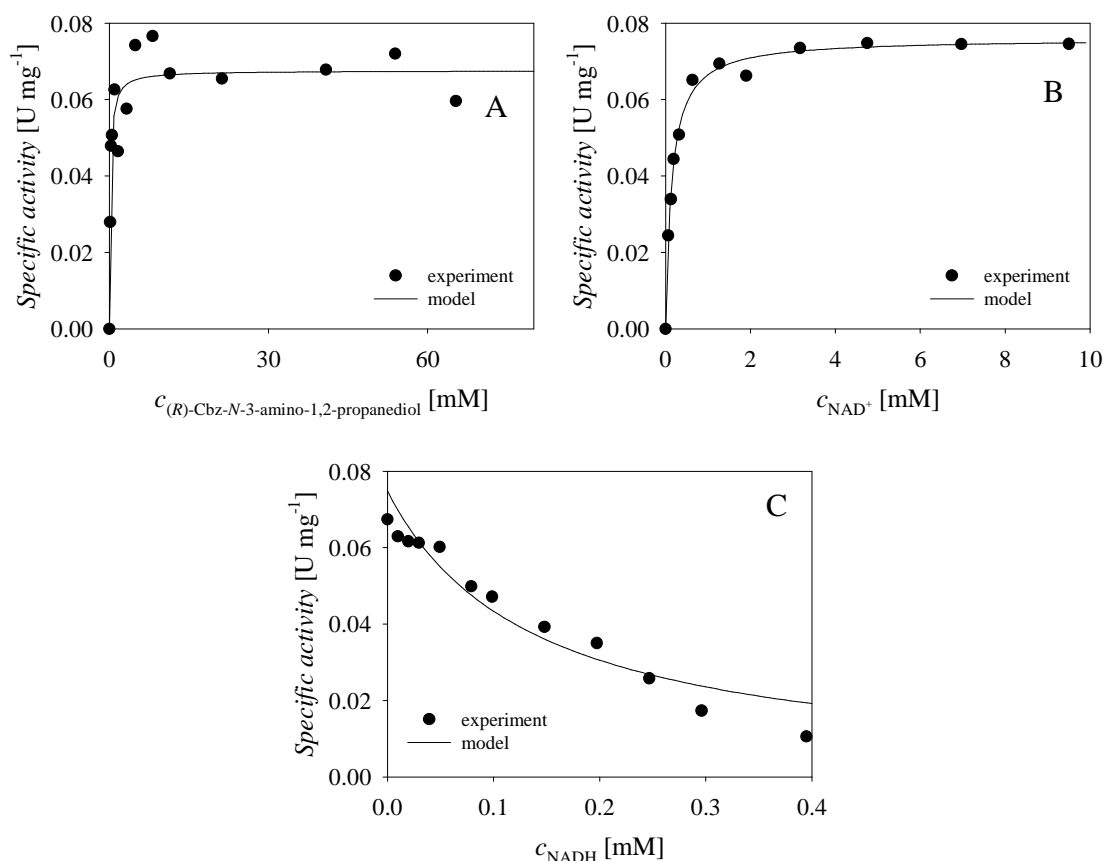 0.08
0.06
0.04
0.02
0.00
Specific activity [U mg-1]
A
experiment
model
0
30
60
c(R)-Cbz-N-3-amino-1,2-propanediol [mM]
0.08
0.06
0.04
0.02
0.00
Specific activity [U mg-1]
B
experiment
model
0
2
4
6
8
10
cNAD+ [mM]
0.08
0.06
0.04
0.02
0.00
Specific activity [U mg-1]
C
experiment
model
0.0
0.1
0.2
0.3
0.4
cNADH [mM]